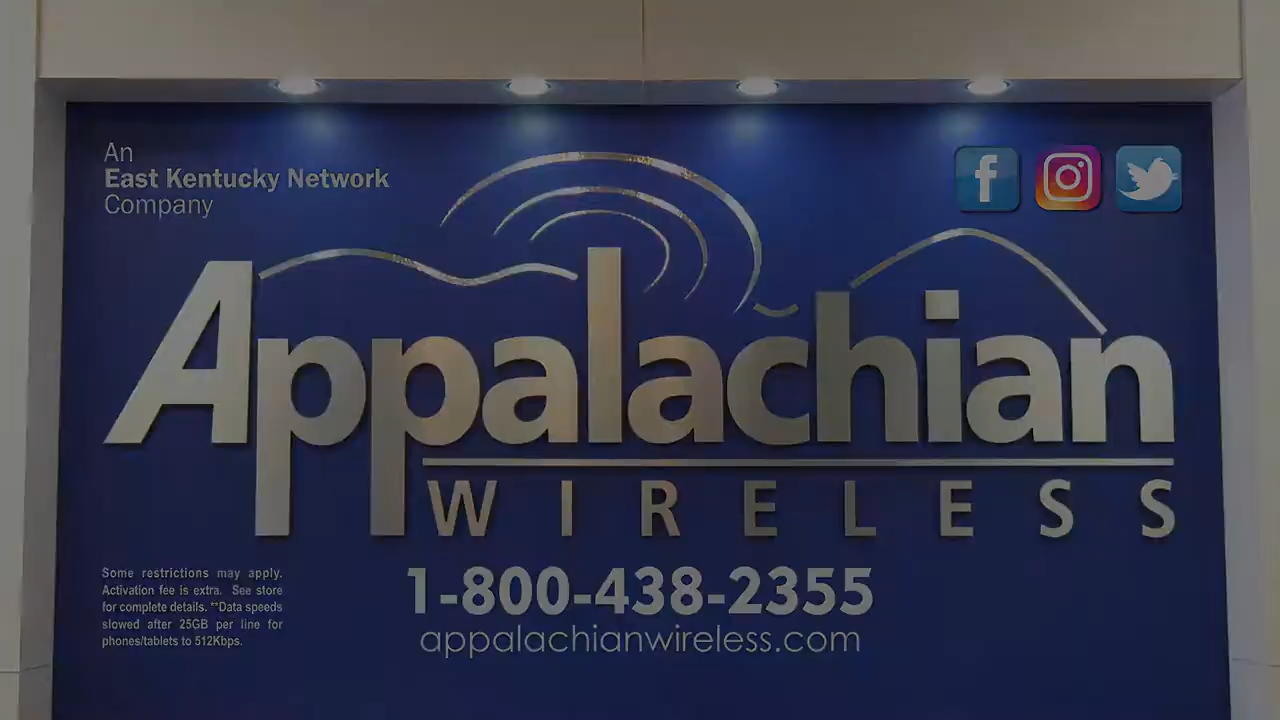 An
East Kentucky Network
Company
Appalachian
WIRELESS
1-800-438-2355
appalachianwireless.com
Some restrictions may apply.
Activation fee is extra. See store
for complete details. **Data speeds
slowed after 25GB per line for
phones/tablets to 512Kbps.